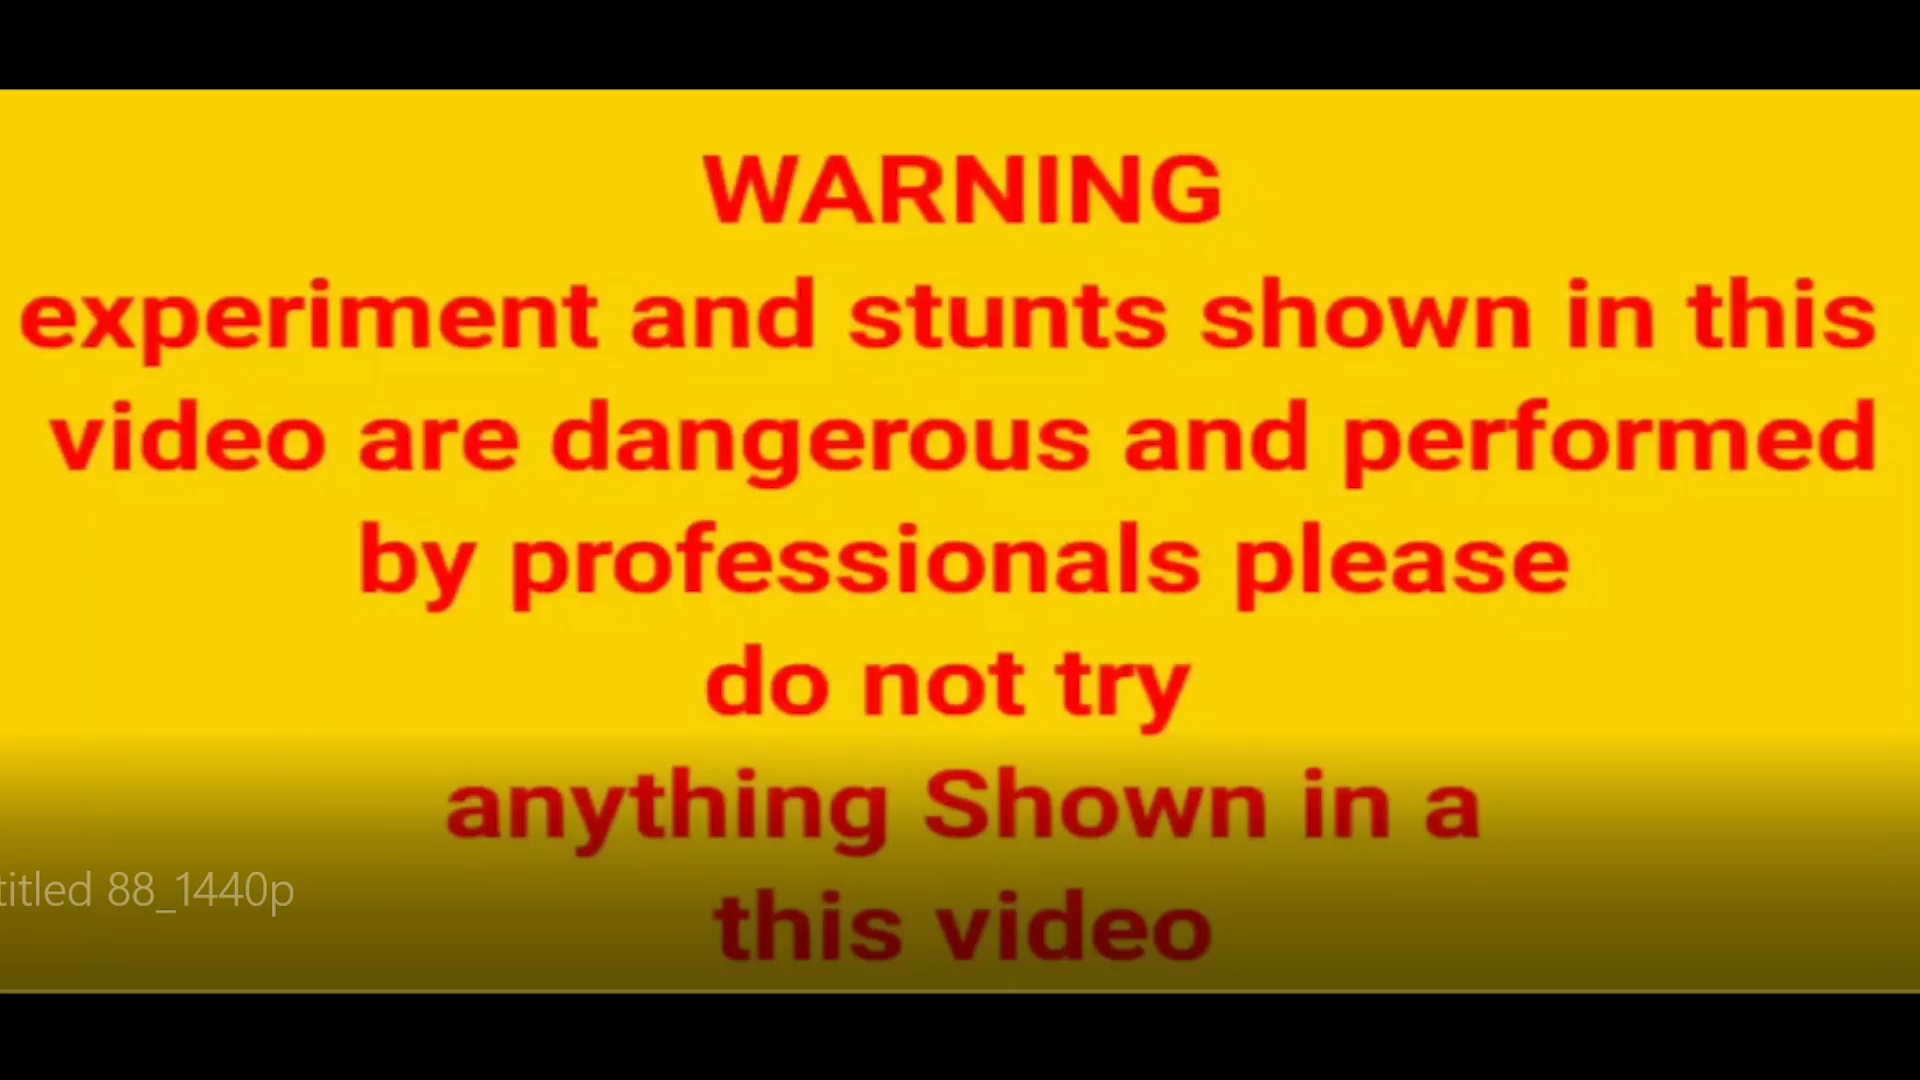 WARNING
experiment and stunts shown in this
video are dangerous and performed
by professionals please
do not try
anything Shown in a
titled 88_1440p
this video